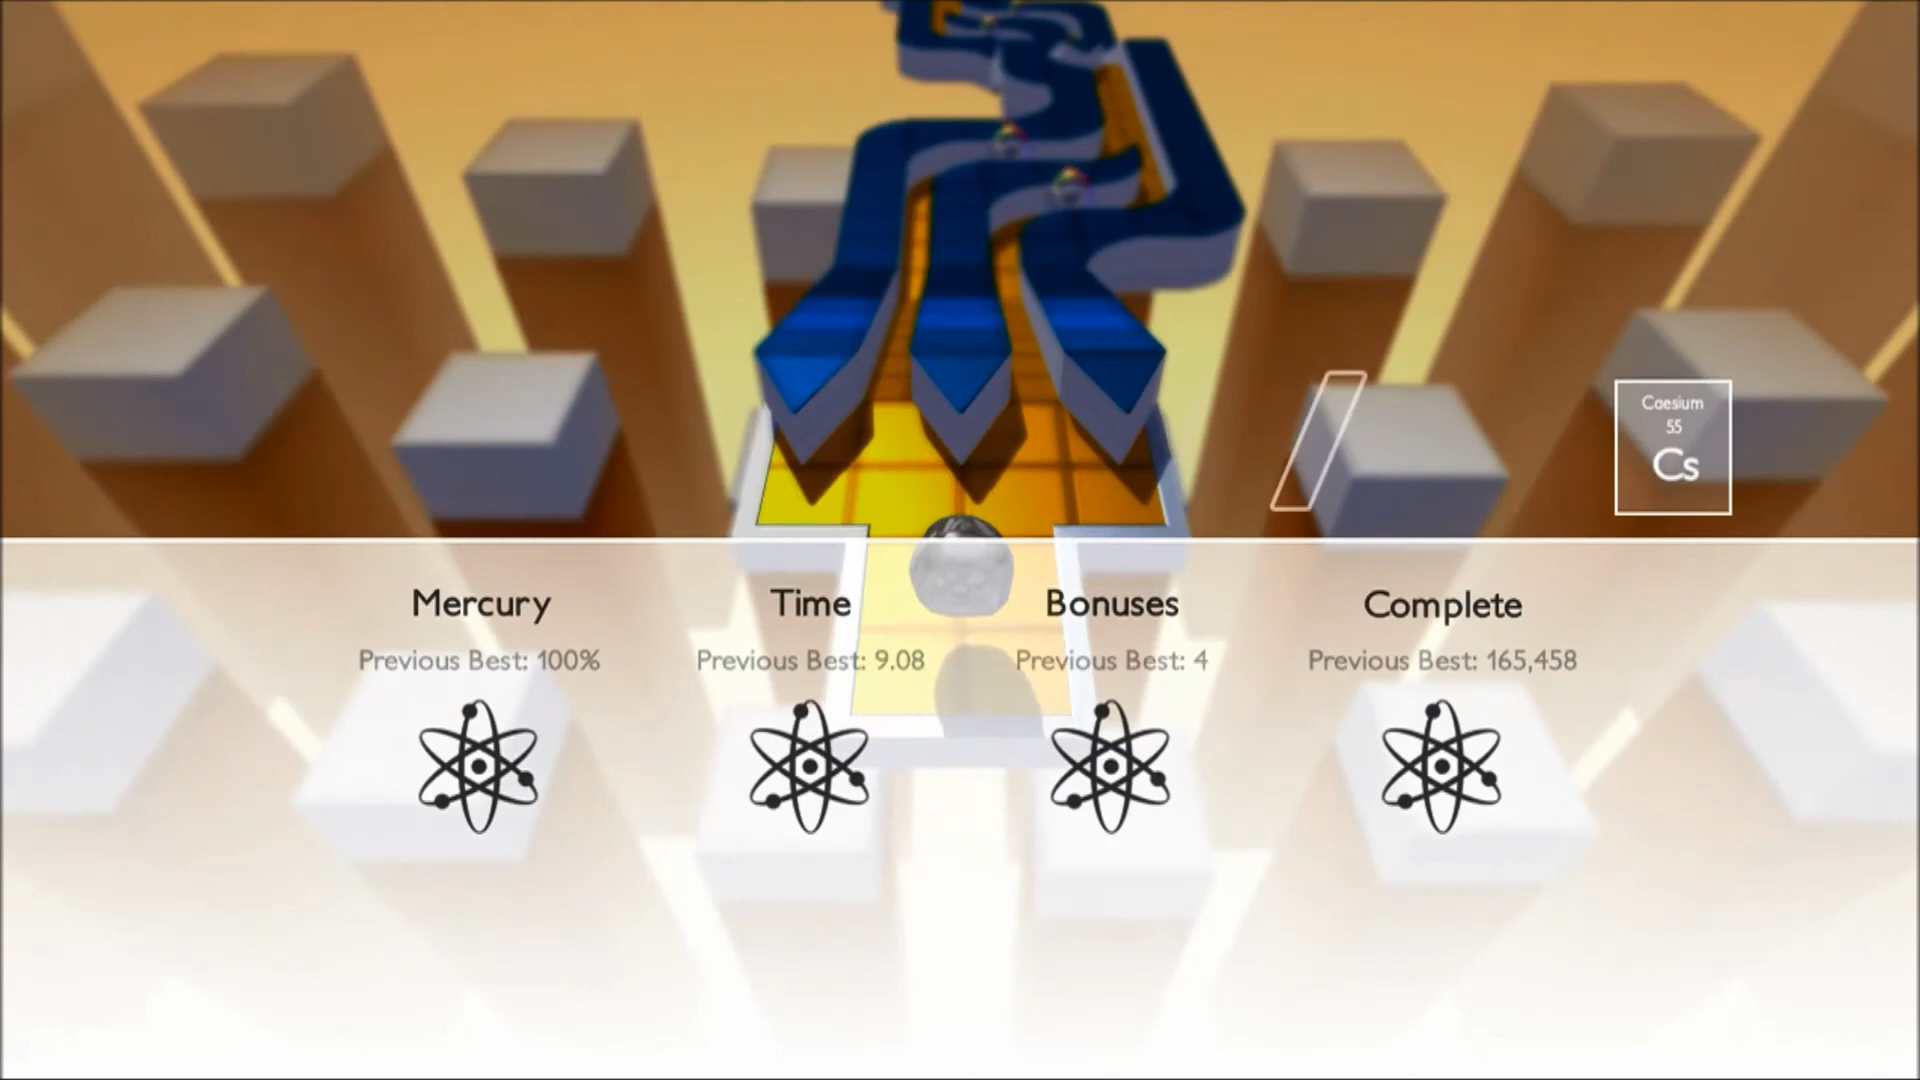 Caesium
55
Cs
Mercury
Time
Bonuses
Complete
Previous Best: 100%
Previous Best: 9.08
Previous Best: 4
Previous Best: 165,458